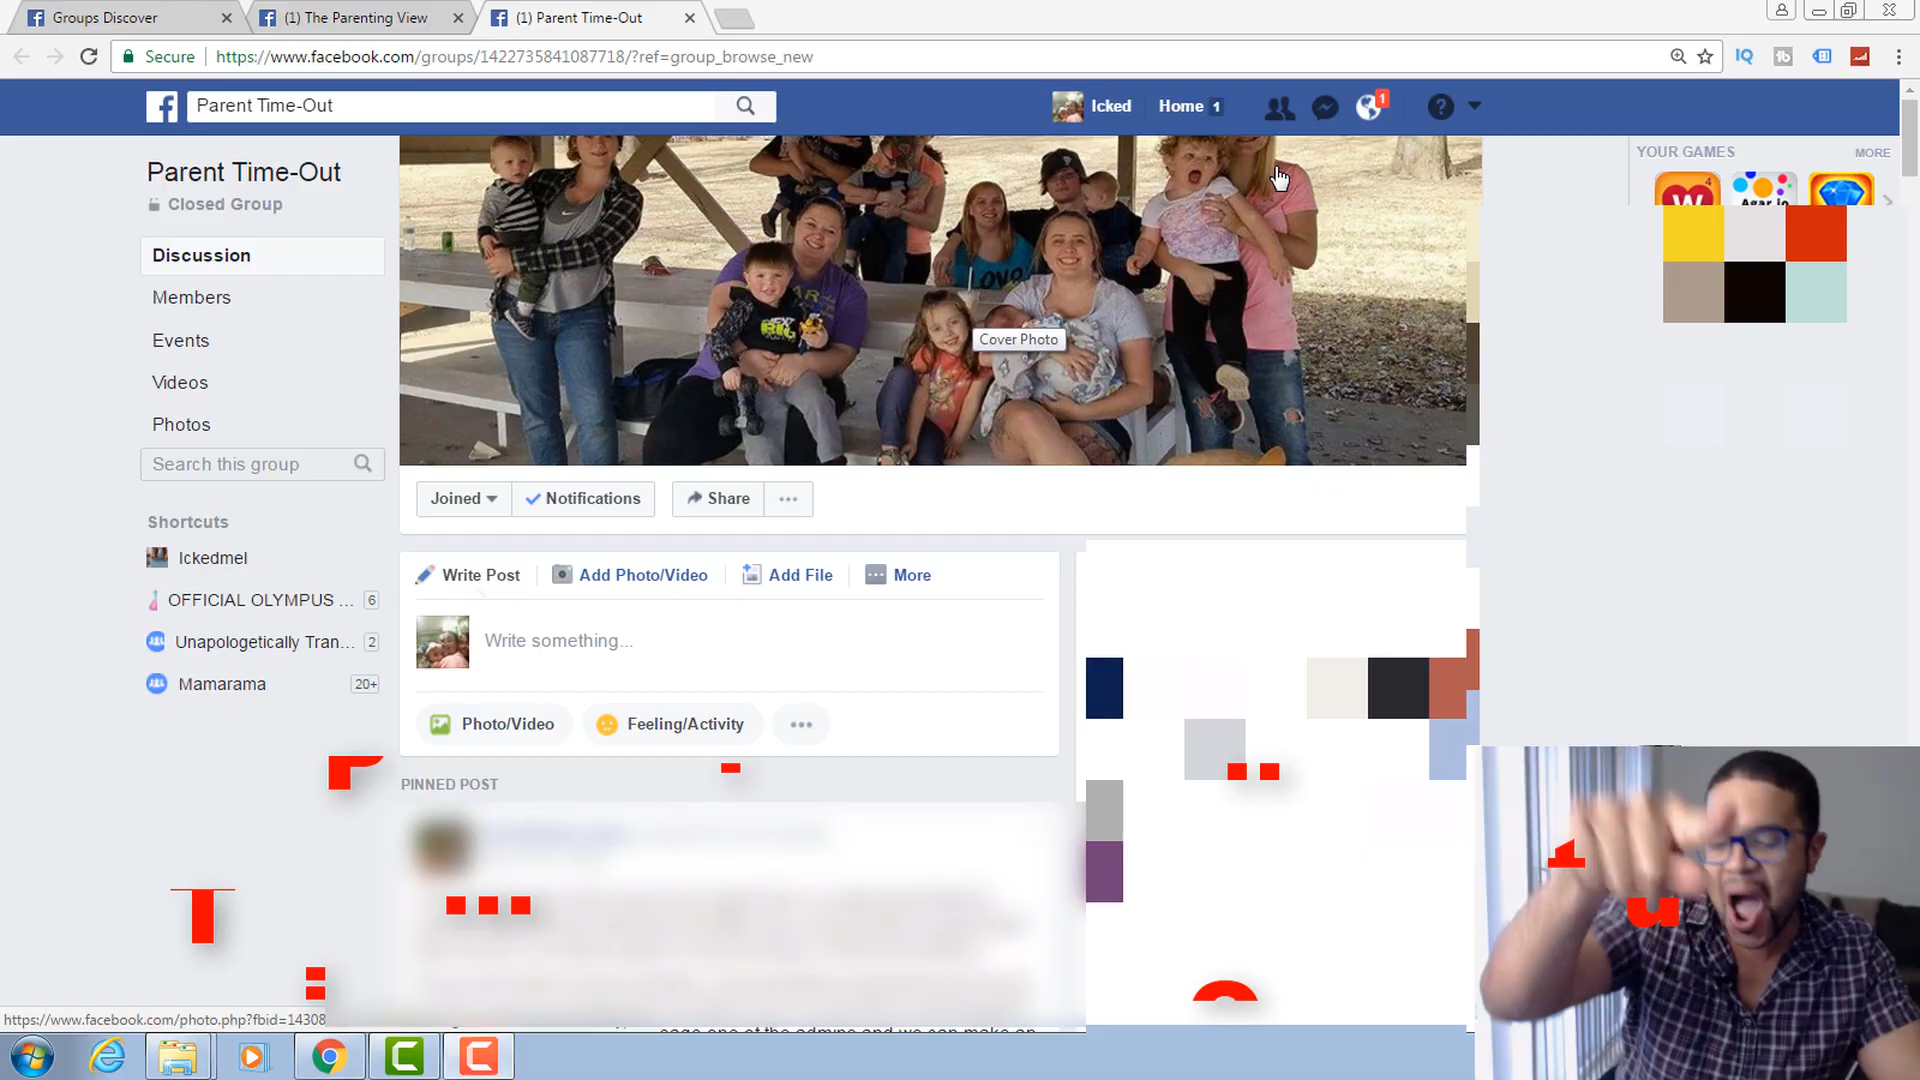 Groups Discover
(1) The Parenting View
(1) Parent Time-Out
Secure
https://www.facebook.com/groups/1422735841087718/?ref=group_browse_new
Parent Time-Out
Icked
Home 1
1
Parent Time-Out
Closed Group
Discussion
Members
Events
Videos
Photos
Search this group
Shortcuts
Ickedmel
OFFICIAL OLYMPUS ... 6
Unapologetically Tran... 2
Mamarama 20+
YOUR GAMES
MORE
Cover Photo
Joined
Notifications
Share
Write Post
Add Photo/Video
Add File
More
Write something...
Photo/Video
Feeling/Activity
PINNED POST
https://www.facebook.com/photo.php?fbid=14308